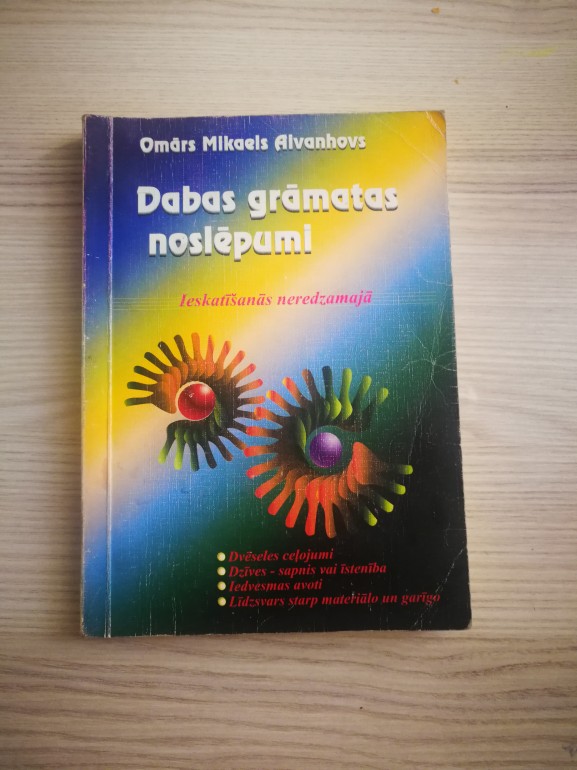 Omārs Mikaels Aivanhovs
Dabas grāmatas
noslēpumi
Ieskatīšanās neredzamajā
Dvēseles ceļojumi
Dzīves - sapnis vai īstenība
Iedvesmas avoti
Līdzsvars starp materiālo un garīgo